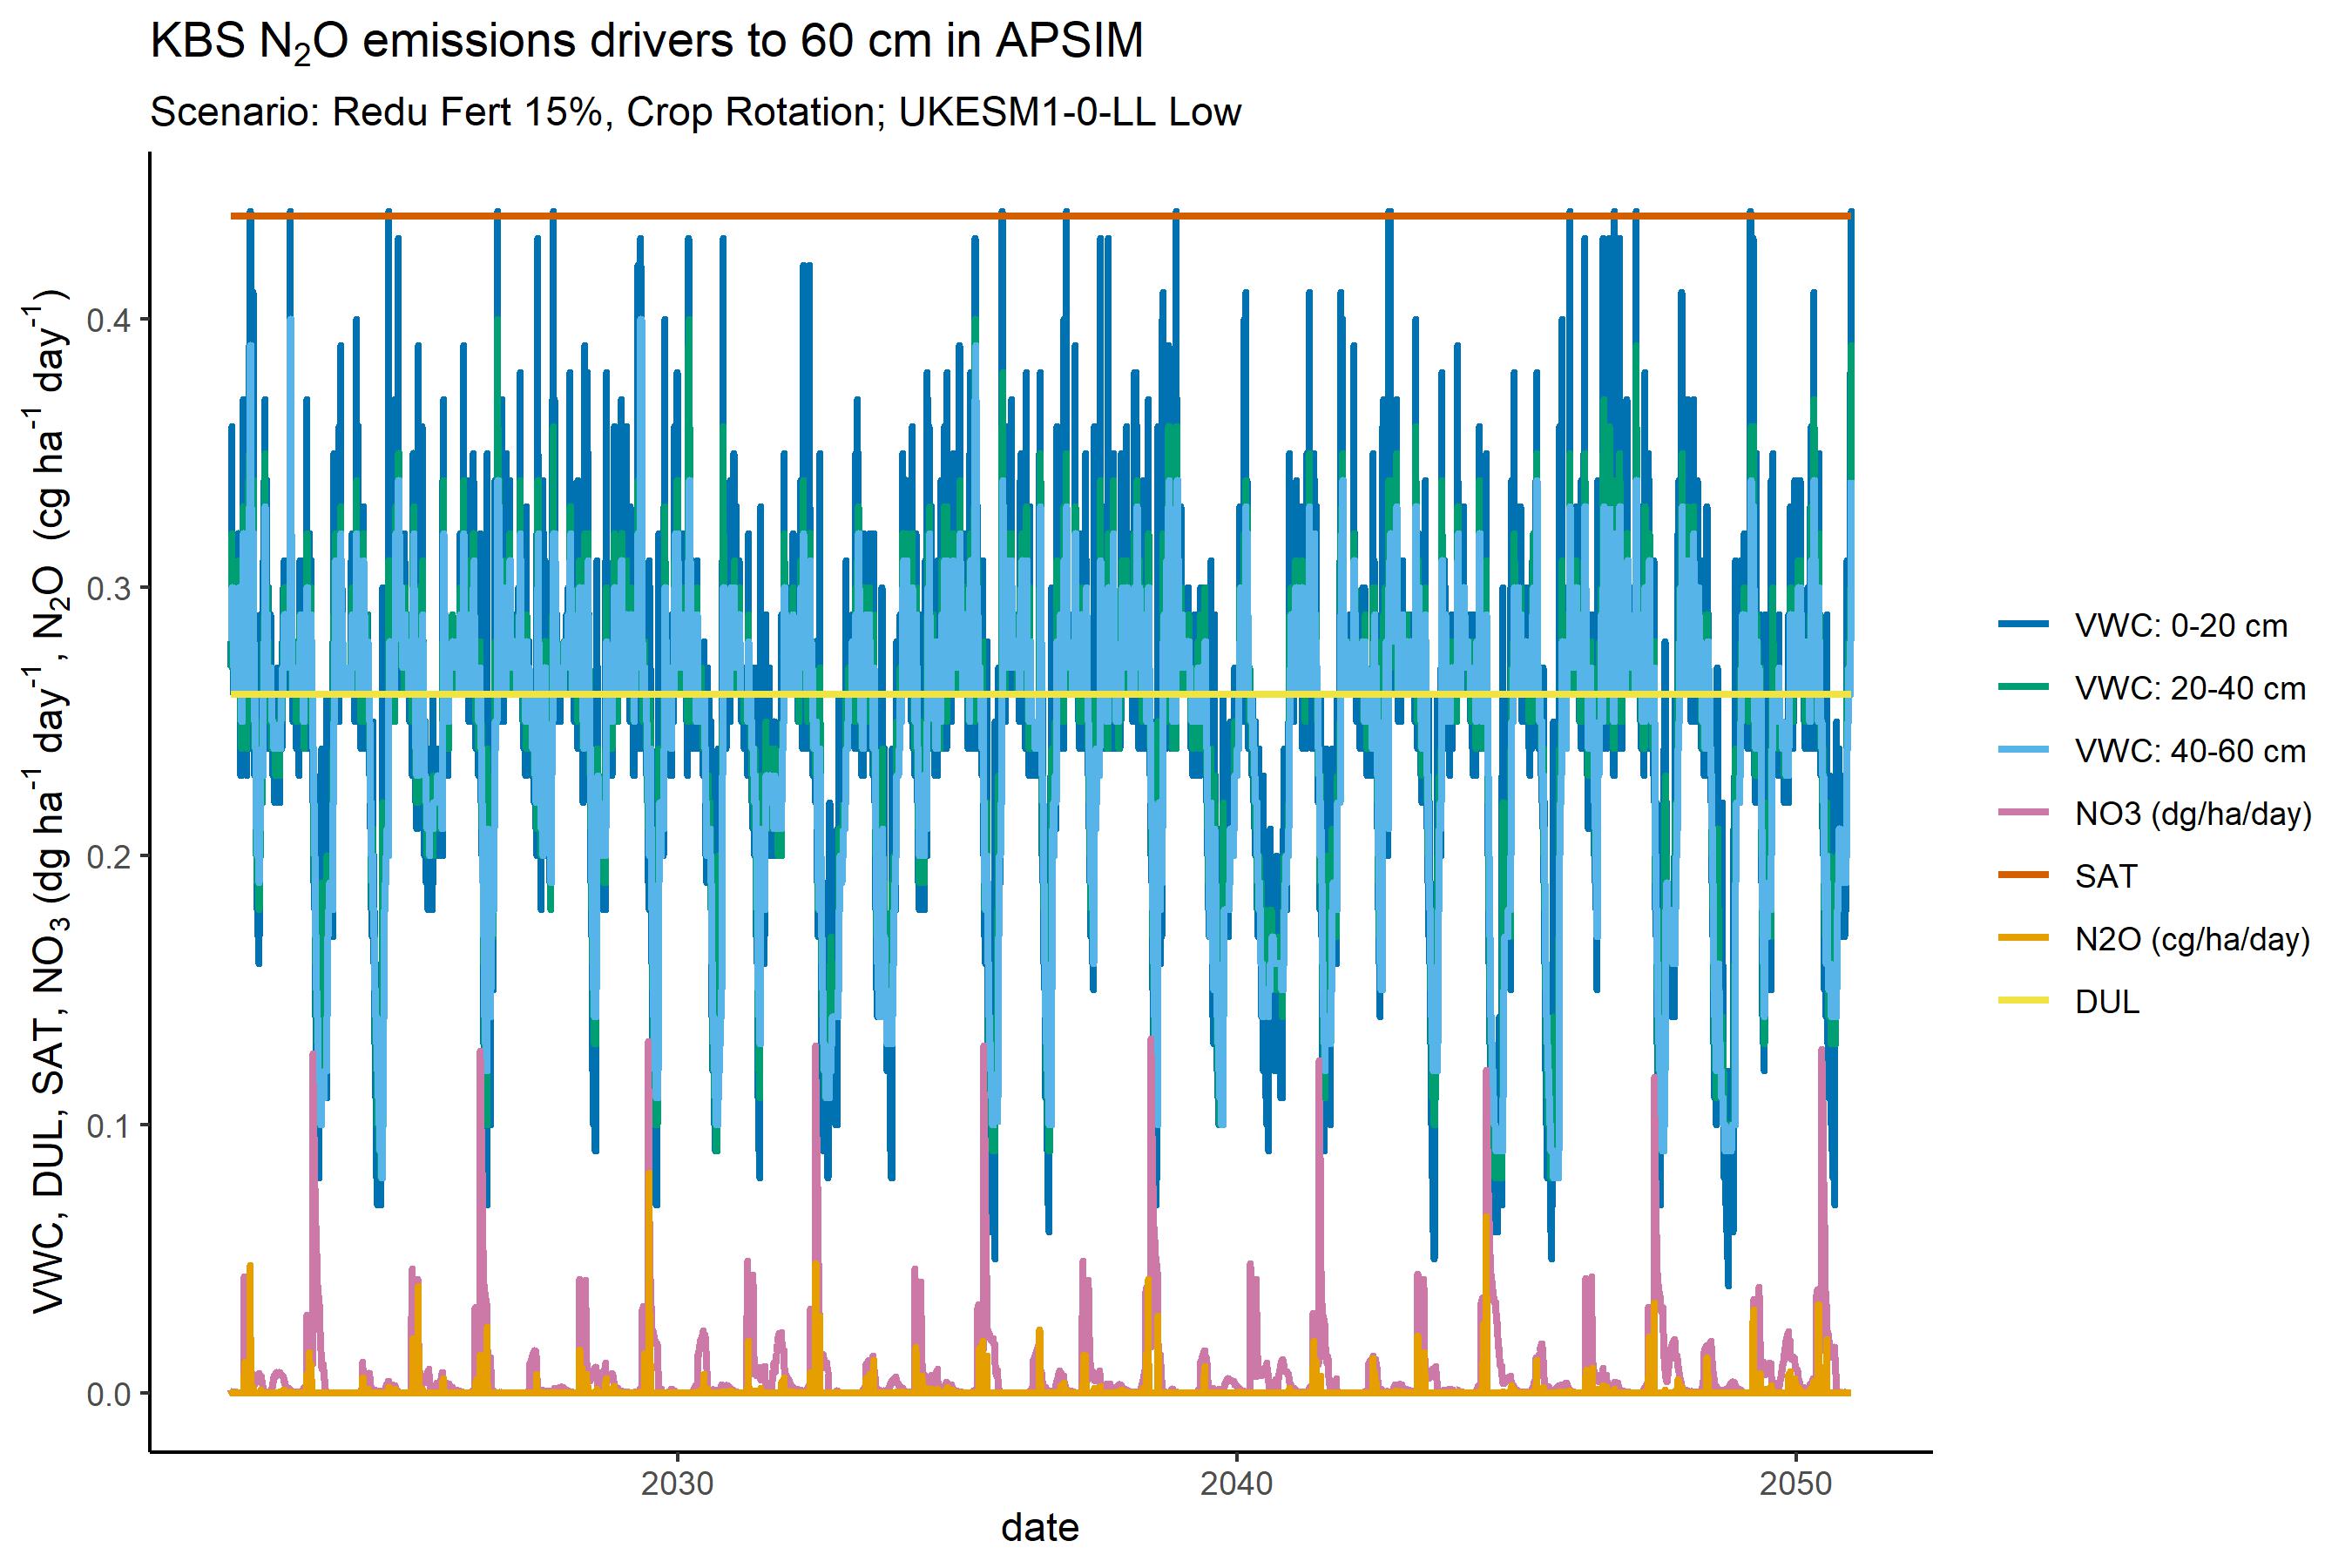 KBS N₂O emissions drivers to 60 cm in APSIM
Scenario: Redu Fert 15%, Crop Rotation; UKESM1-0-LL Low
VWC, DUL, SAT, NO₃ (dg ha⁻¹ day⁻¹, N₂O (cg ha⁻¹ day⁻¹)
0.4
0.3
0.2
0.1
0.0
2030
2040
2050
date
VWC: 0-20 cm
VWC: 20-40 cm
VWC: 40-60 cm
NO3 (dg/ha/day)
SAT
N2O (cg/ha/day)
DUL